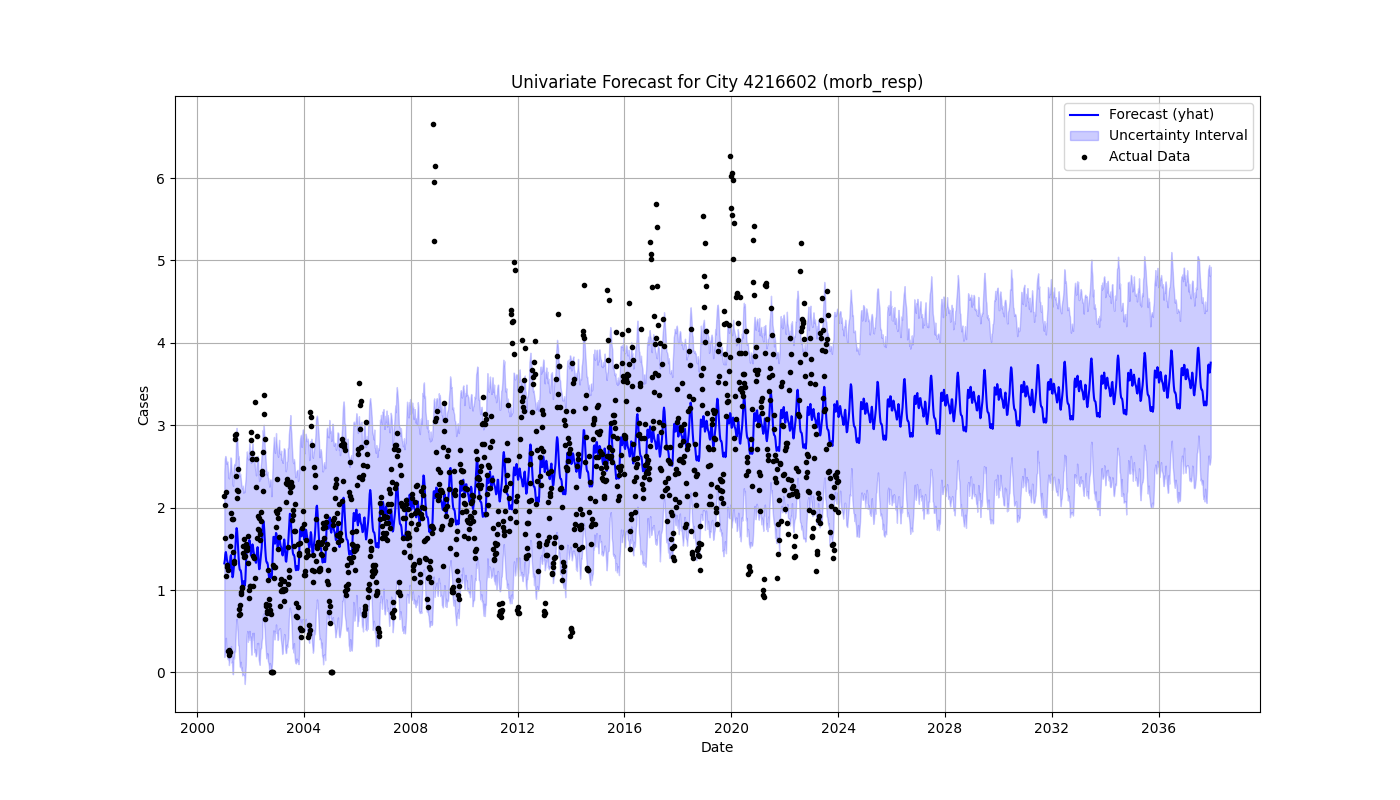 Univariate Forecast for City 4216602 (morb_resp)
Forecast (yhat)
Uncertainty Interval
Actual Data
Cases
6
5
4
3
2
1
0
2000 2004 2008 2012 2016 2020 2024 2028 2032 2036
Date